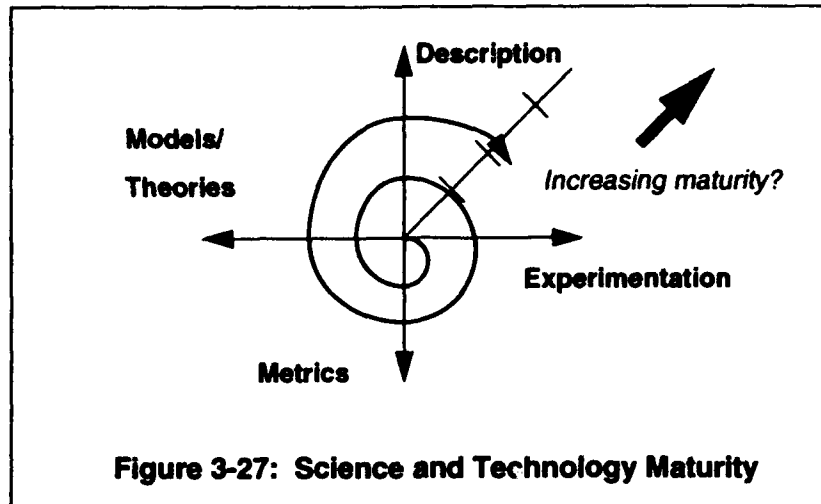 Description
Models/
Theories
Increasing maturity?
Experimentation
Metrics
Figure 3-27: Science and Technology Maturity